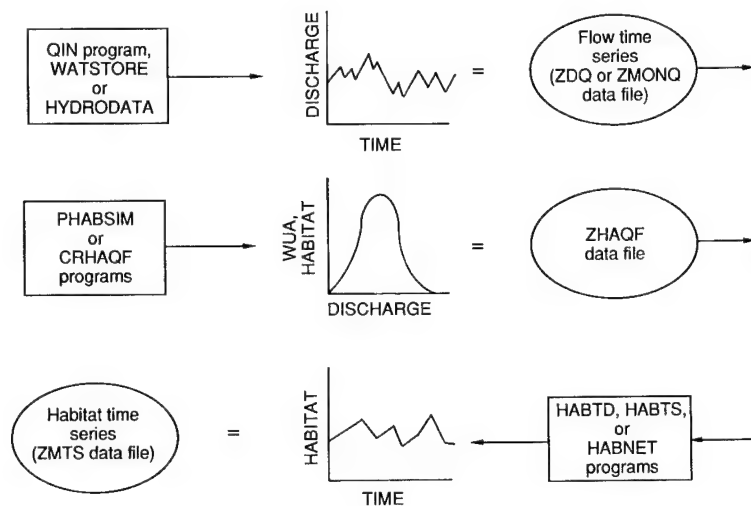 QIN program,
WATSTORE
or
HYDRODATA
DISCHARGE
TIME
=
Flow time
series
(ZDQ or ZMONQ
data file)
PHABSIM
or
CRHAQF
programs
WUA,
HABITAT
DISCHARGE
=
ZHAQF
data file
Habitat time
series
(ZMTS data file)
=
HABITAT
TIME
HABTD, HABTS,
or
HABNET
programs